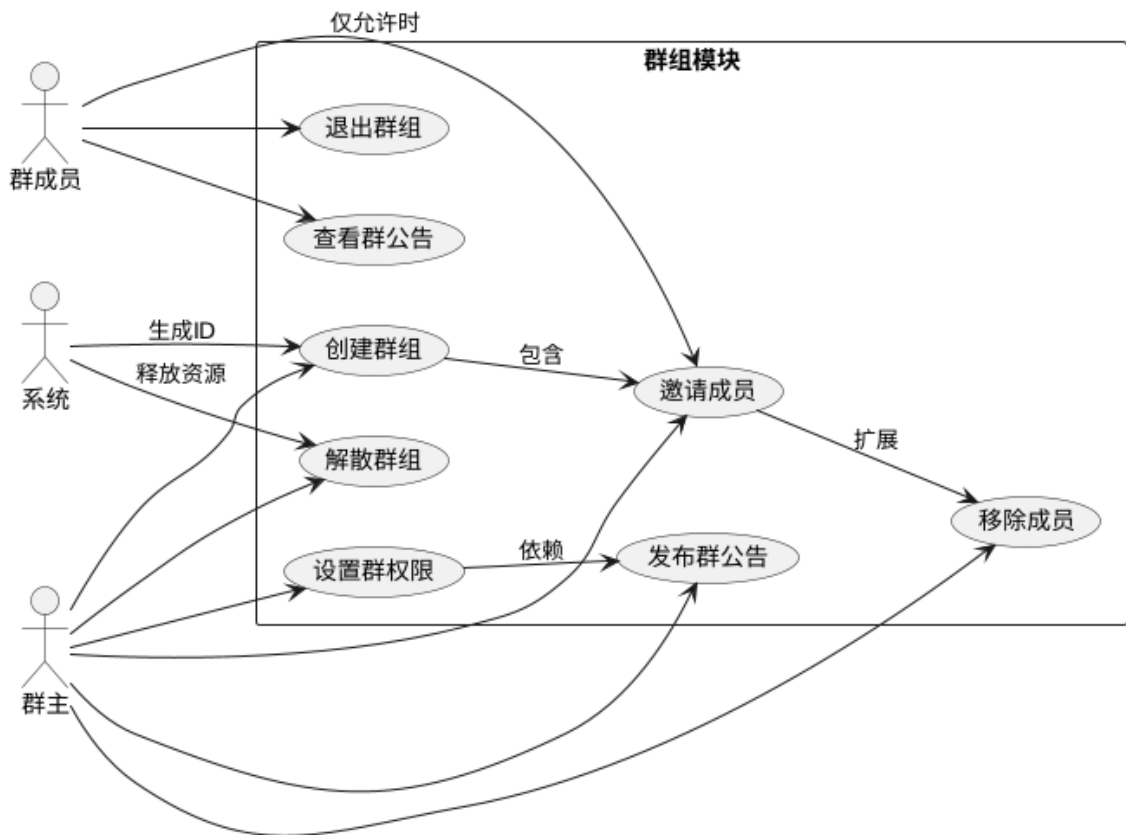 仅允许时
群组模块
群成员
退出群组
查看群公告
系统
生成ID
创建群组
包含
释放资源
邀请成员
解散群组
扩展
移除成员
设置群权限
依赖
发布群公告
群主